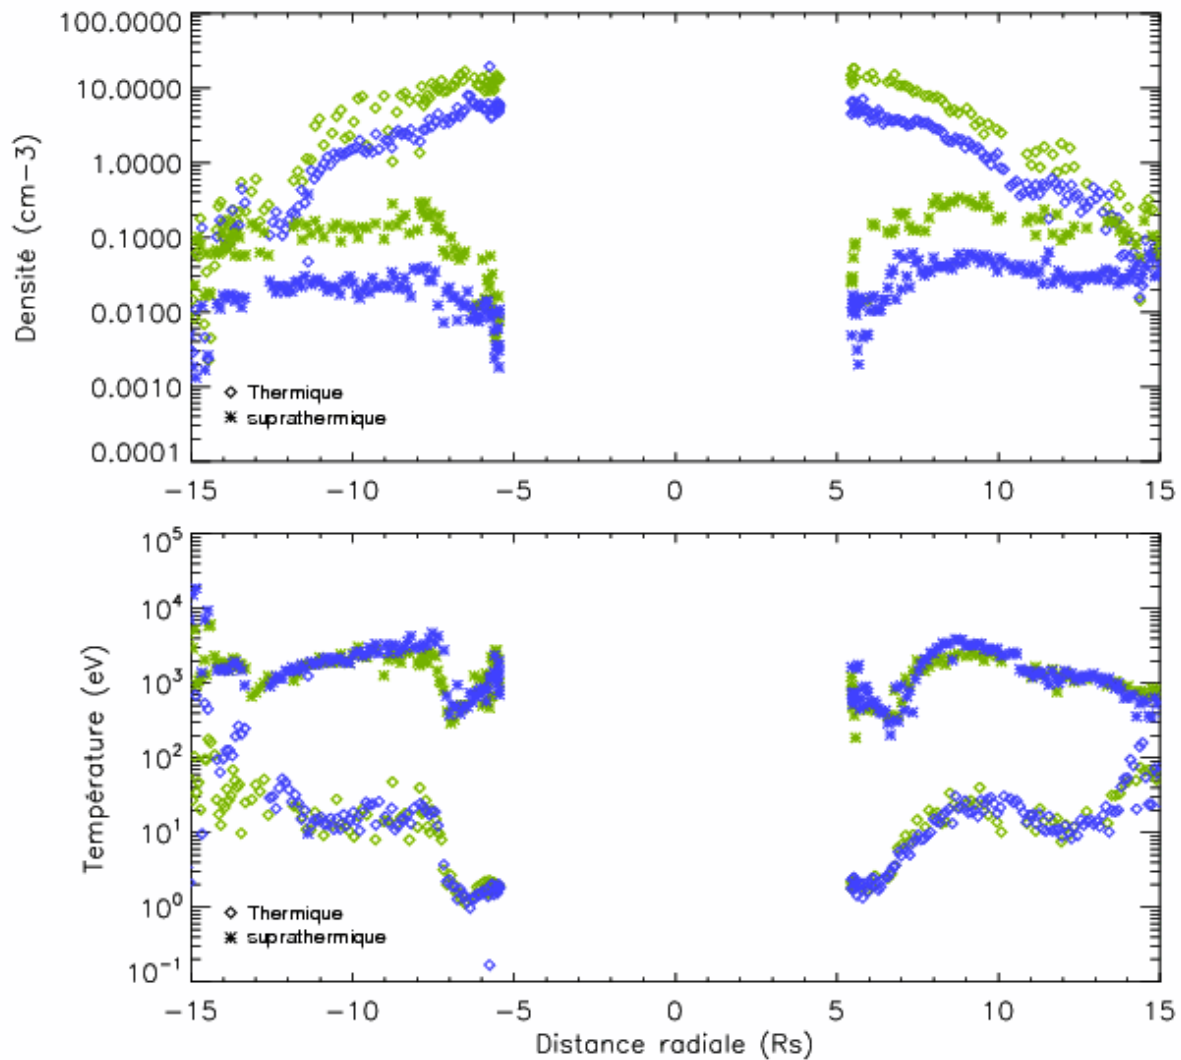 100.0000
10.0000
1.0000
0.1000
0.0100
0.0010
0.0001
Densité (cm-3)
Thermique
suprathermique
-15 -10 -5 0 5 10 15
10^5
10^4
10^3
10^2
10^1
10^0
10^-1
Température (eV)
Thermique
suprathermique
-15 -10 -5 0 5 10 15
Distance radiale (Rs)